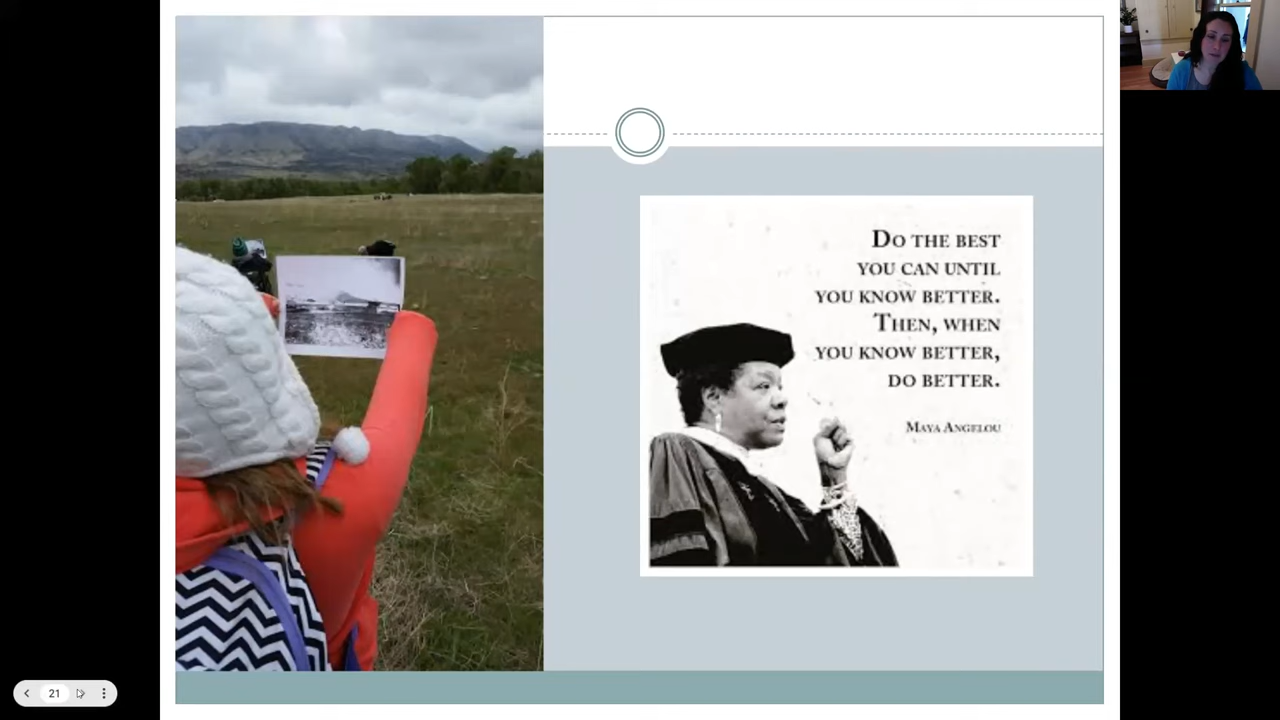 Do the best
you can until
you know better.
Then, when
you know better,
do better.
Maya Angelou
21